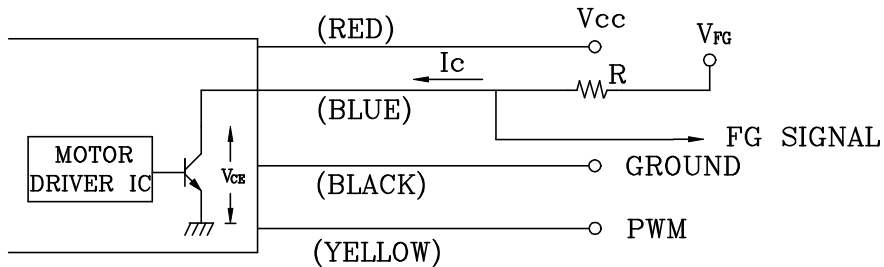 (RED)
Vcc
VFG
Ic
R
(BLUE)
FG SIGNAL
MOTOR
DRIVER IC
VCE
GROUND
(BLACK)
PWM
(YELLOW)